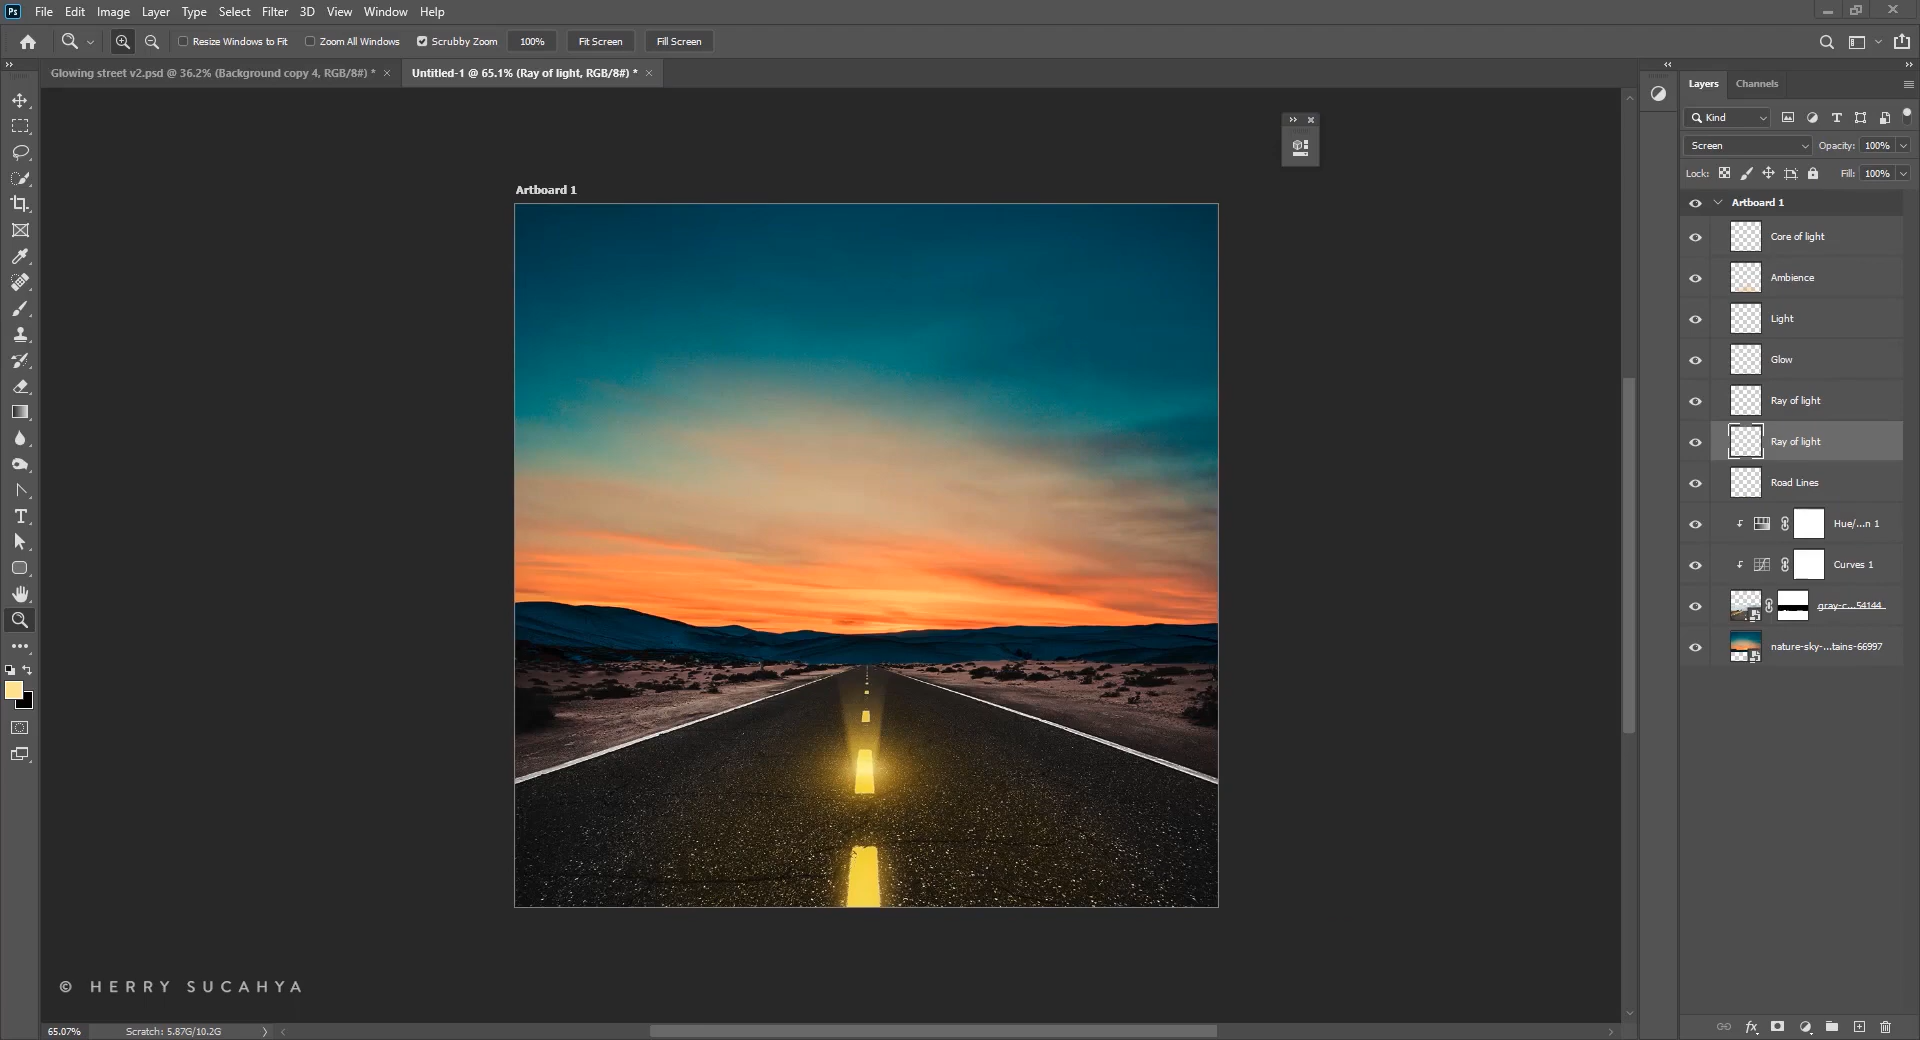 Ps File Edit Image Layer Type Select Filter 3D View Window Help
Resize Windows to Fit Zoom All Windows Scrubby Zoom 100% Fit Screen Fill Screen
Glowing street v2.psd @ 36.2% (Background copy 4, RGB/8#) * Untitled-1 @ 65.1% (Ray of light, RGB/8#) *
Artboard 1
Layers Channels
Kind
Screen Opacity: 100%
Lock: Fill: 100%
Artboard 1
Core of light
Ambience
Light
Glow
Ray of light
Ray of light
Road Lines
Hue/...n 1
Curves 1
gray-c...54144
nature-sky-...tains-66997
© HERRY SUCAHYA
65.07% Scratch: 5.87G/10.2G
fx